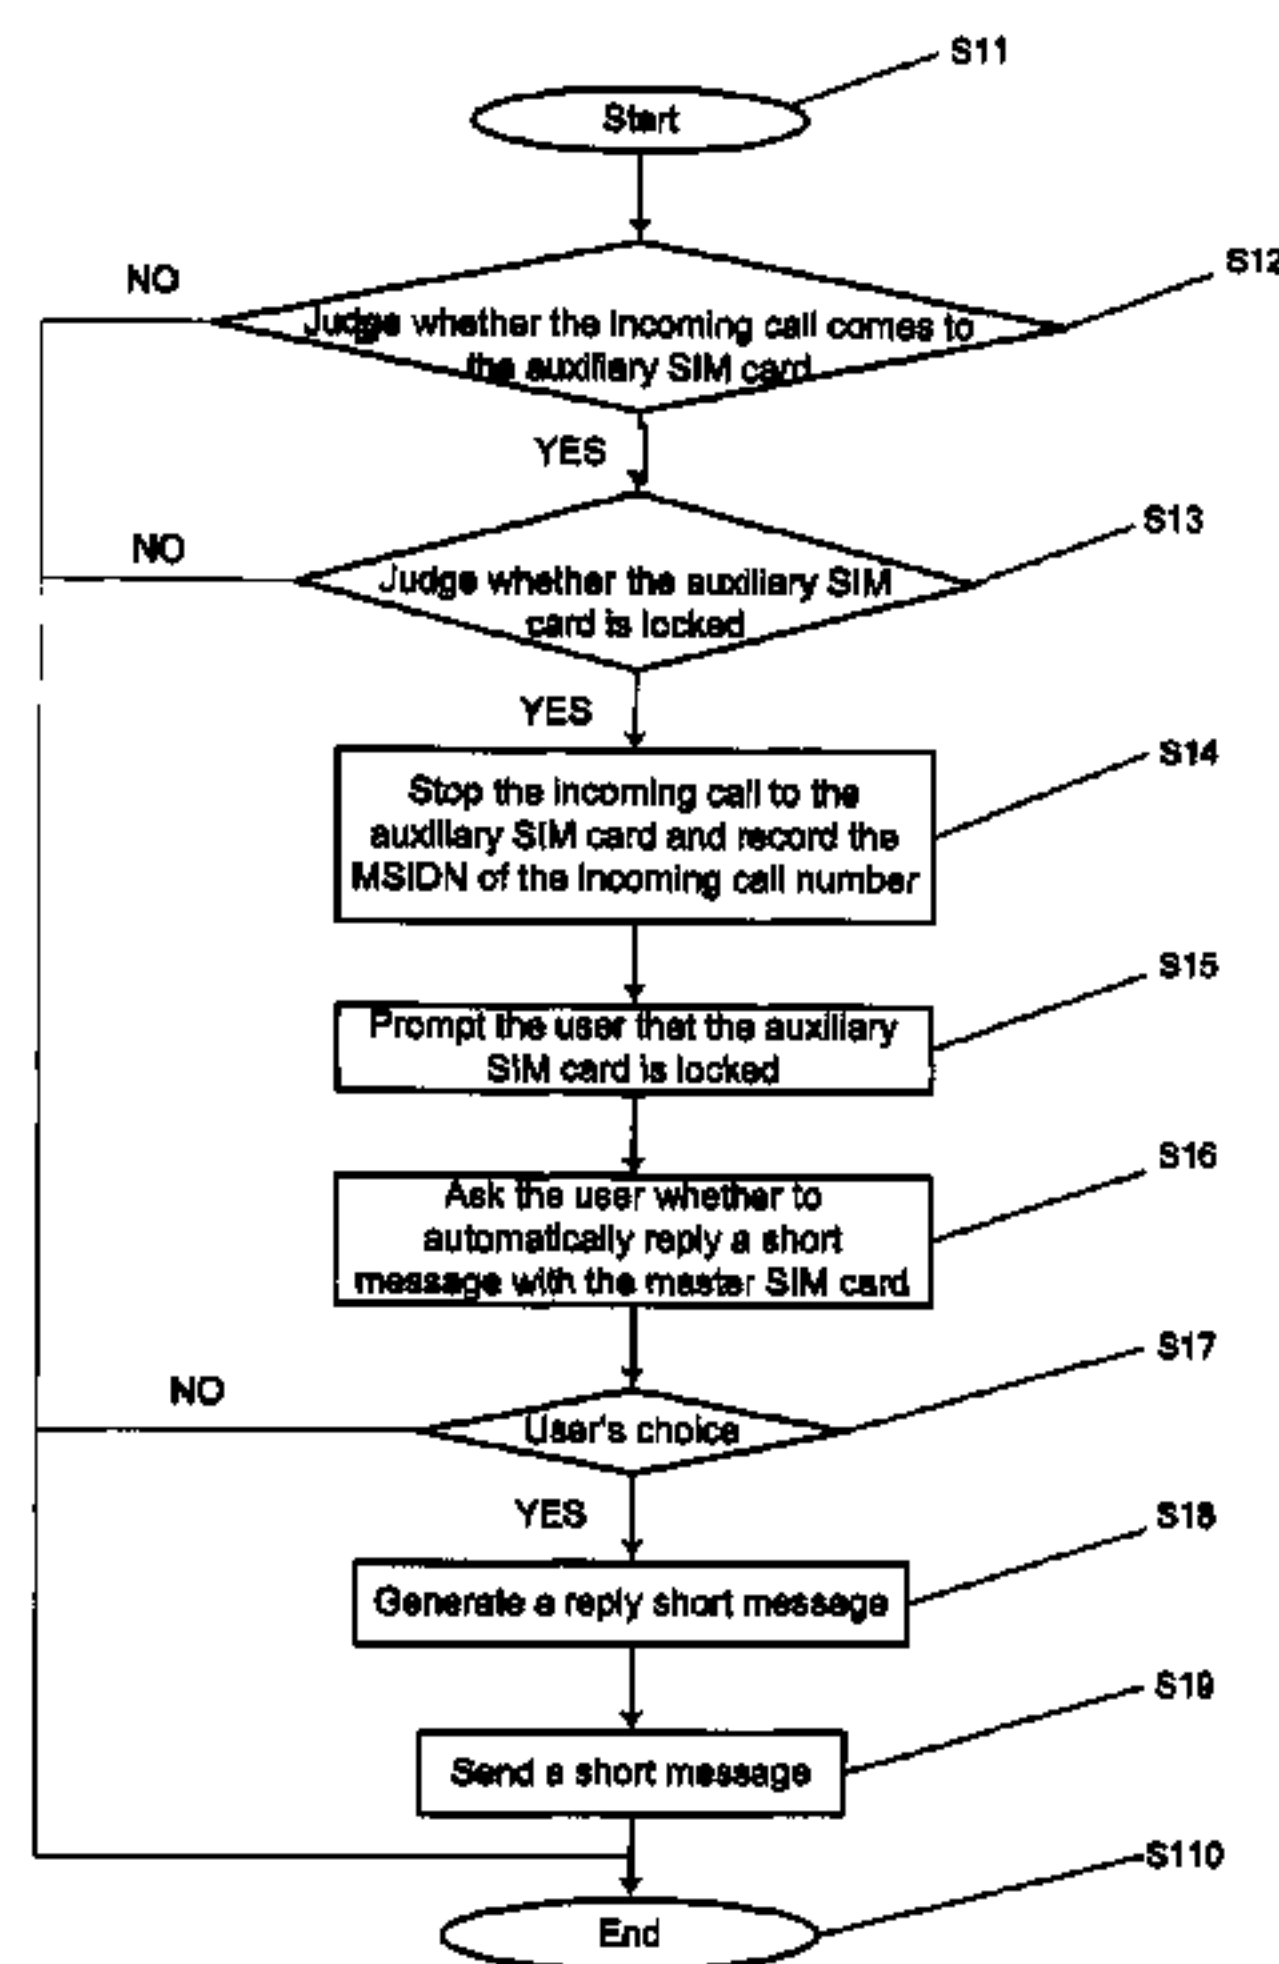 S11
Start
S12
NO
Judge whether the incoming call comes to
the auxiliary SIM card
YES
S13
NO
Judge whether the auxiliary SIM
card is locked
YES
S14
Stop the incoming call to the
auxiliary SIM card and record the
MSIDN of the incoming call number
S15
Prompt the user that the auxiliary
SIM card is locked
S16
Ask the user whether to
automatically reply a short
message with the master SIM card
S17
NO
User's choice
YES
S18
Generate a reply short message
S19
Send a short message
S110
End